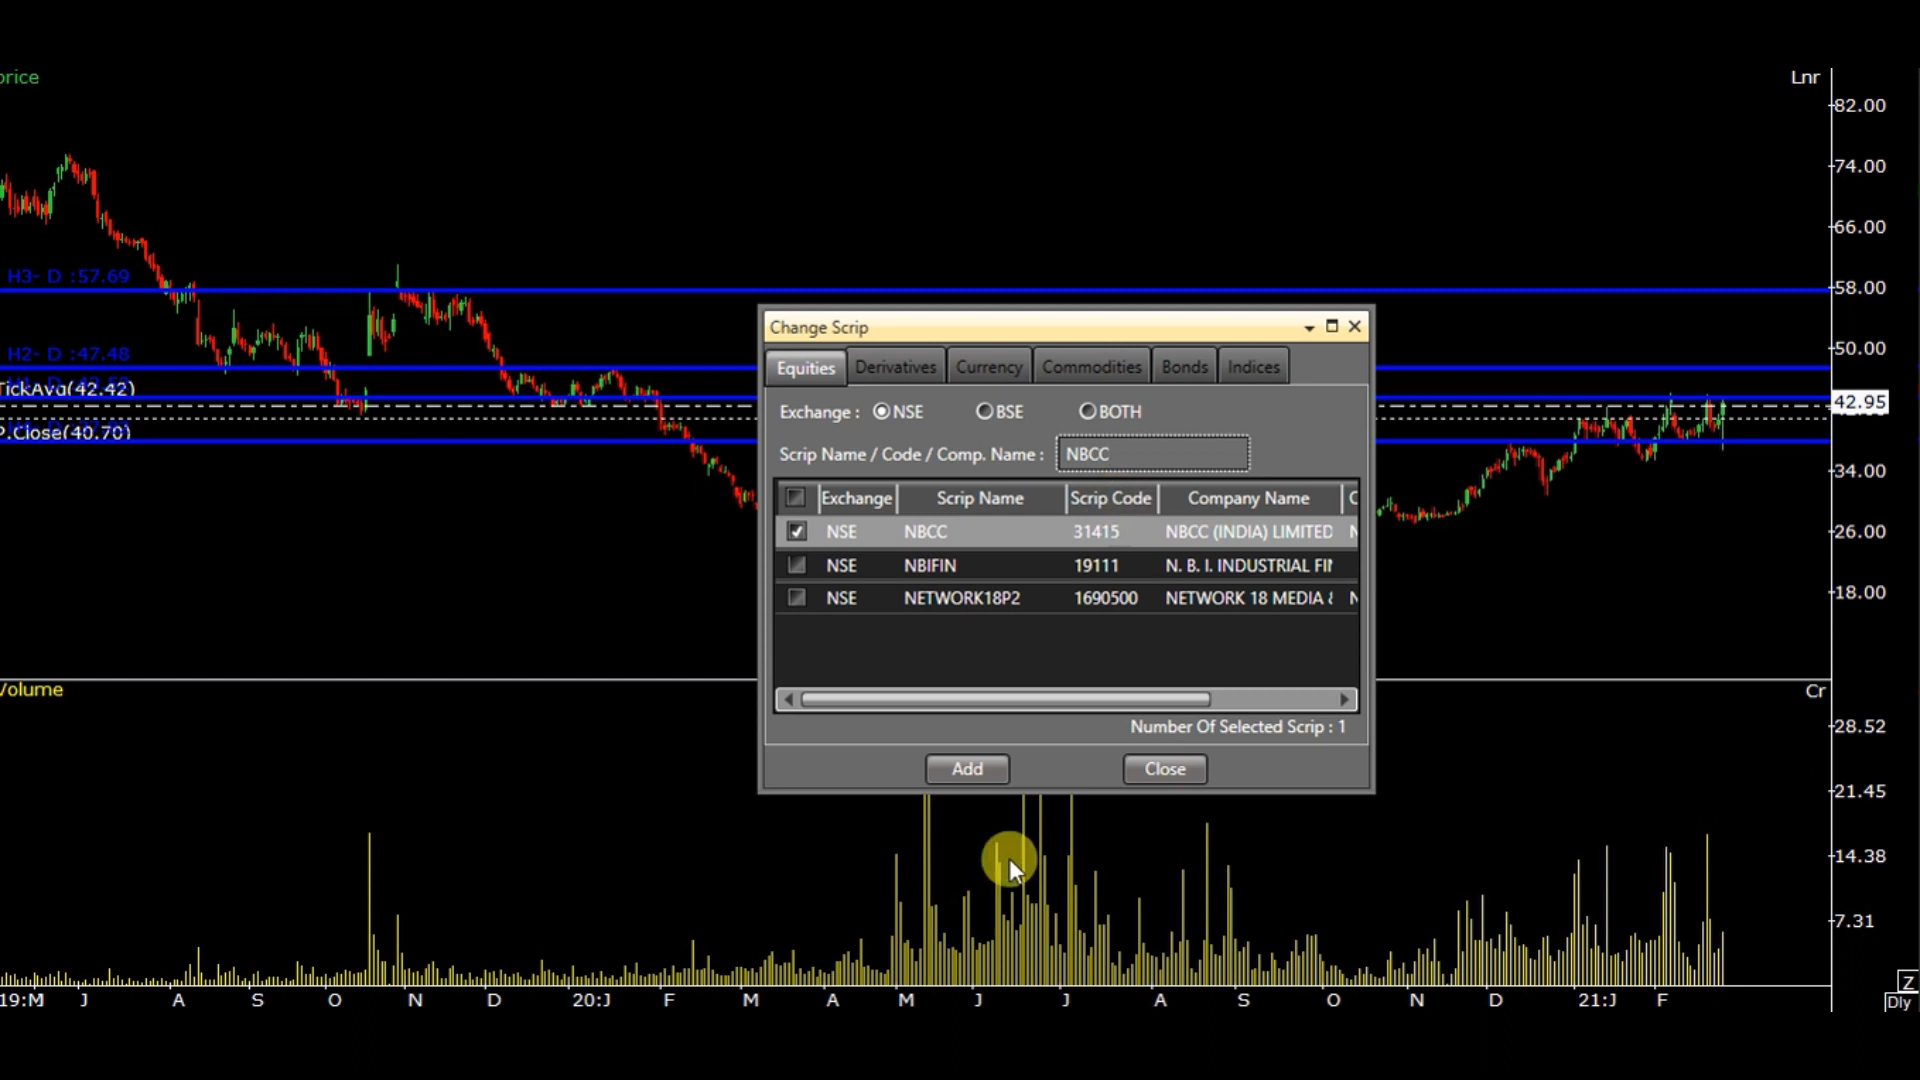 price
Lnr
82.00
74.00
66.00
H3- D :57.69
58.00
H2- D :47.48
50.00
TickAvg(42.42)
42.95
P.Close(40.70)
34.00
26.00
18.00
Change Scrip
Equities Derivatives Currency Commodities Bonds Indices
Exchange : NSE BSE BOTH
Scrip Name / Code / Comp. Name : NBCC
Exchange Scrip Name Scrip Code Company Name
NSE NBCC 31415 NBCC (INDIA) LIMITED
NSE NBIFIN 19111 N. B. I. INDUSTRIAL
NSE NETWORK18P2 1690500 NETWORK 18 MEDIA
Number Of Selected Scrip : 1
Add Close
Volume
Cr
28.52
21.45
14.38
7.31
Z
19:M J A S O N D 20:J F M A M J J A S O N D 21:J F
Dly